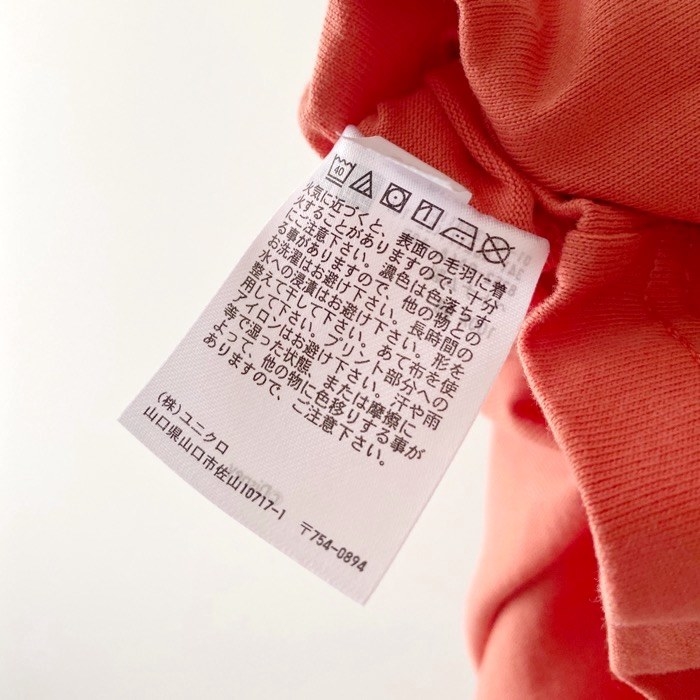 40
火気に近づくと、表面の毛羽に着
火することがありますので、十分
にご注意下さい。濃色は色落ちす
る事がありますので、他の物との
お洗濯はお避け下さい。長時間の
水への浸漬はお避け下さい。形を
整えて干して下さい。あて布を使
用して下さい。プリント部分への
アイロンはお避け下さい。汗や雨
等で湿った状態、または摩擦に
よって、他の物に色移りする事が
ありますので、ご注意下さい。
(株)ユニクロ
山口県山口市佐山10717-1 〒754-0894